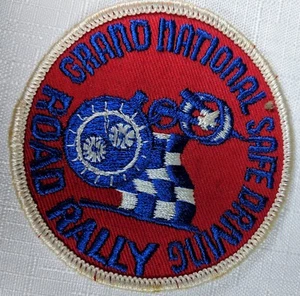 GRAND NATIONAL SAFE DRIVING
ROAD RALLY